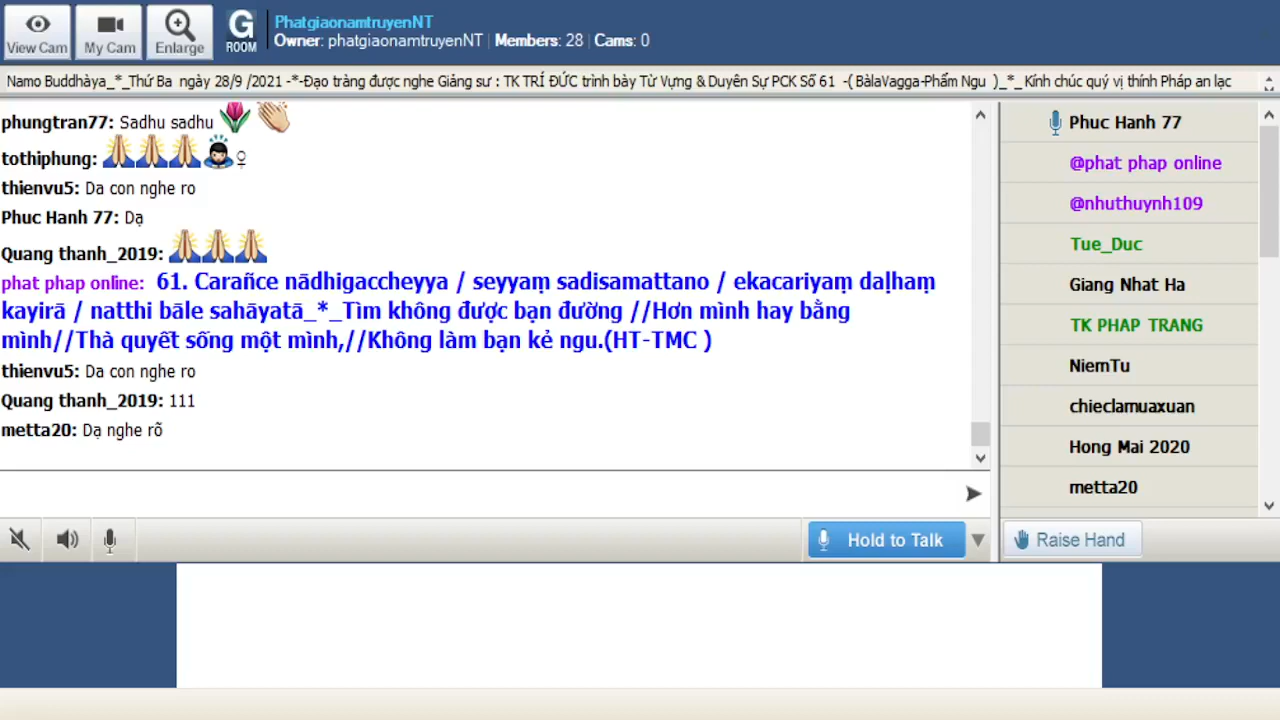 View Cam
My Cam
Enlarge
G
ROOM
PhatgiaonamtruyenNT
Owner: phatgiaonamtruyenNT | Members: 28 | Cams: 0
Namo Buddhàya_*_Thứ Ba ngày 28/9 /2021 -*-Đạo tràng được nghe Giảng sư : TK TRÍ ĐỨC trình bày Từ Vựng & Duyên Sự PCK Số 61 -( BàlaVagga-Phẩm Ngu )_*_ Kính chúc quý vị thính Pháp an lạc
phungtran77: Sadhu sadhu
tothiphung:
thienvu5: Da con nghe ro
Phuc Hanh 77: Dạ
Quang thanh_2019:
phat phap online: 61. Carañce nādhigaccheyya / seyyaṃ sadisamattano / ekacariyaṃ daḷhaṃ
kayirā / natthi bāle sahāyatā_*_Tìm không được bạn đường //Hơn mình hay bằng
mình//Thà quyết sống một mình,//Không làm bạn kẻ ngu.(HT-TMC )
thienvu5: Da con nghe ro
Quang thanh_2019: 111
metta20: Dạ nghe rõ
Hold to Talk
Phuc Hanh 77
@phat phap online
@nhuthuynh109
Tue_Duc
Giang Nhat Ha
TK PHAP TRANG
NiemTu
chieclamuaxuan
Hong Mai 2020
metta20
Raise Hand